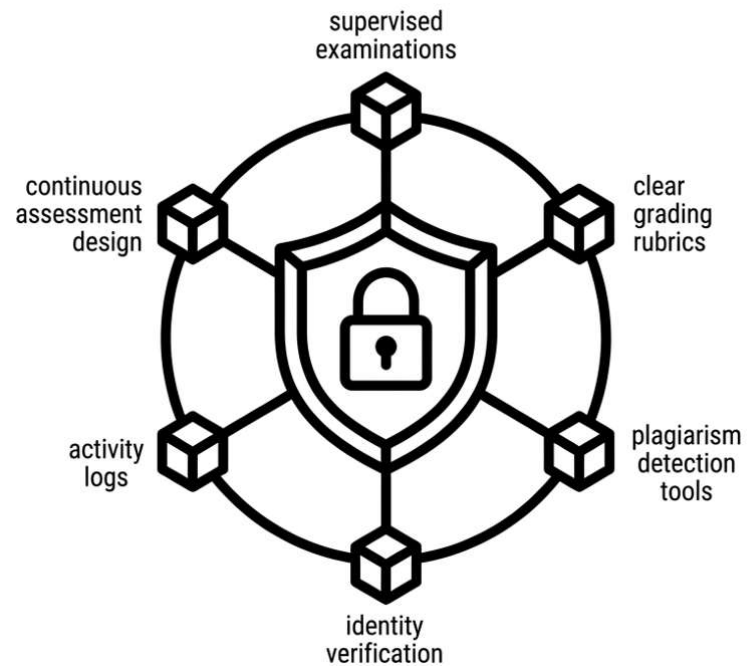 supervised
examinations
continuous
assessment
design
clear
grading
rubrics
activity
logs
plagiarism
detection
tools
identity
verification